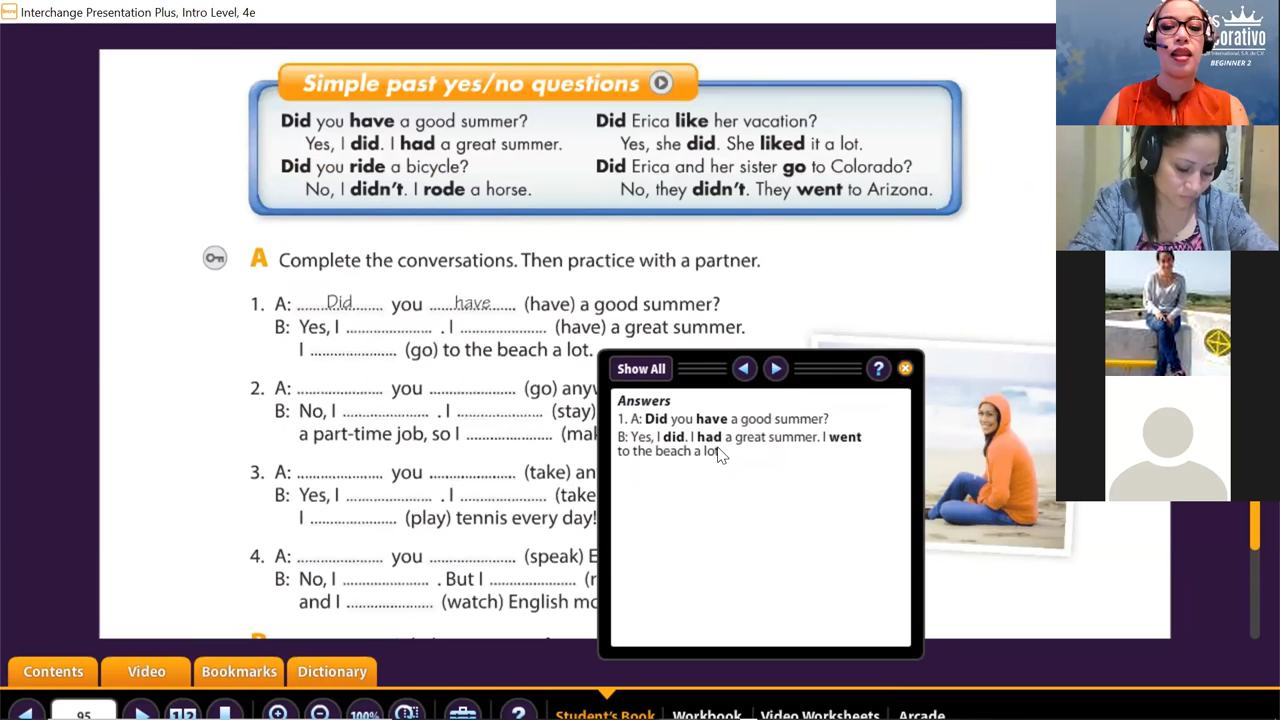 Interchange Presentation Plus, Intro Level, 4e
Simple past yes/no questions
Did you have a good summer?
Yes, I did. I had a great summer.
Did you ride a bicycle?
No, I didn't. I rode a horse.
Did Erica like her vacation?
Yes, she did. She liked it a lot.
Did Erica and her sister go to Colorado?
No, they didn't. They went to Arizona.
A Complete the conversations. Then practice with a partner.
1. A: Did you have (have) a good summer?
B: Yes, I ..................... . I ..................... (have) a great summer.
I ..................... (go) to the beach a lot.
2. A: ..................... you ..................... (go) anyw
B: No, I ..................... . I ..................... (stay)
a part-time job, so I ..................... (mak
3. A: ..................... you ..................... (take) an
B: Yes, I ..................... . I ..................... (take
I ..................... (play) tennis every day!
4. A: ..................... you ..................... (speak) E
B: No, I ..................... . But I ..................... (r
and I ..................... (watch) English mo
Show All
?
Answers
1. A: Did you have a good summer?
B: Yes, I did. I had a great summer. I went
to the beach a lot
orativo
International, S.A. de C.V.
BEGINNER 2
Contents Video Bookmarks Dictionary
95 100% ? Student's Book Workbook Video Worksheets Arcade